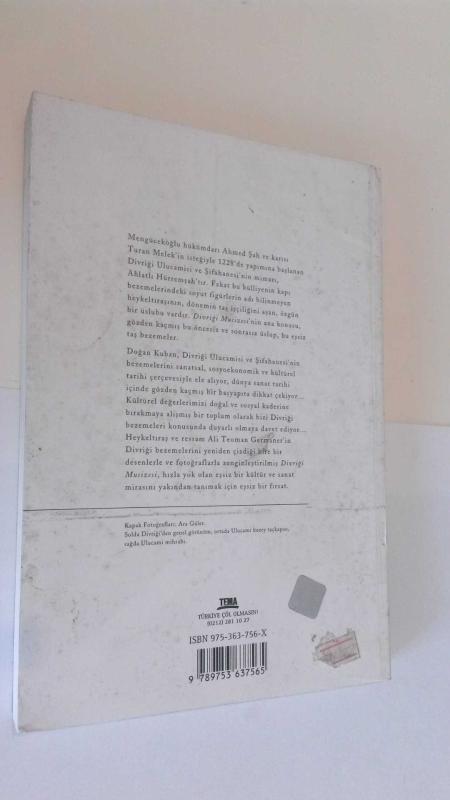 Mengücekoğlu hükümdarı Ahmed Şah ve karısı
Turan Melek'in isteğiyle 1228'de yapımına başlanan
Divriği Ulucamisi ve Şifahanesi'nin mimarı,
Ahlatlı Hürremşah'tır. Fakat bu külliyenin kapı
bezemelerindeki soyut figürlerin adı bilinmeyen
heykeltıraşının, dönemin taş işçiliğini aşan, özgün
bir üslubu vardır. Divriği Mucizesi'nin ana konusu,
gözden kaçmış bu öncesiz ve sonrasız üslup, bu eşsiz
taş bezemeler.
Doğan Kuban, Divriği Ulucamisi ve Şifahanesi'nin
bezemelerini sanatsal, sosyoekonomik ve kültürel
tarihi çerçevesiyle ele alıyor, dünya sanat tarihi
içinde gözden kaçmış bir başyapıta dikkat çekiyor...
Kültürel değerlerimizi doğal ve sosyal kaderine
bırakmaya alışmış bir toplum olarak bizi Divriği
bezemeleri konusunda duyarlı olmaya davet ediyor...
Heykeltıraş ve ressam Ali Teoman Germaner'in
Divriği bezemelerini yeniden çizdiği kırk bir
desenlerle ve fotoğraflarla zenginleştirilmiş Divriği
Mucizesi, hızla yok olan eşsiz bir kültür ve sanat
mirasını yakından tanımak için eşsiz bir fırsat.
Kapak Fotoğrafları: Ara Güler.
Solda Divriği'den genel görünüm, ortada Ulucami kuzey taçkapısı,
sağda Ulucami mihrabı.
TEMA
TÜRKİYE ÇÖL OLMASIN!
(0212) 281 10 27
ISBN 975-363-756-X
9 789753 637565